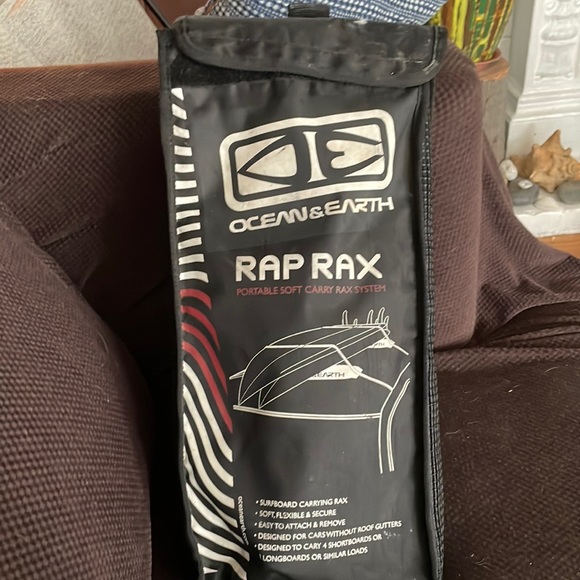 OCEAN&EARTH
RAP RAX
PORTABLE SOFT CARRY RAX SYSTEM
EARTH
• SURFBOARD CARRYING RAX
• SOFT, FLEXIBLE & SECURE
• EASY TO ATTACH & REMOVE
• DESIGNED FOR CARS WITHOUT ROOF GUTTERS
• DESIGNED TO CARY 4 SHORTBOARDS OR
LONGBOARDS OR SIMILAR LOADS